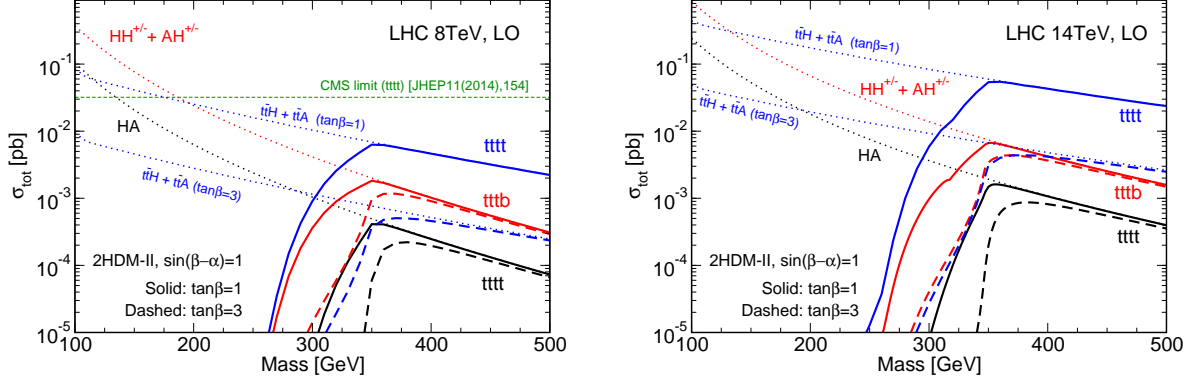 LHC 8TeV, LO
HH+/- + AH+/-
CMS limit (tttt) [JHEP11(2014),154]
tt̄H + tt̄A (tanβ=1)
HA
tt̄H + tt̄A (tanβ=3)
tttt
tttb
tttt
2HDM-II, sin(β−α)=1
Solid: tanβ=1
Dashed: tanβ=3
σtot [pb]
10-1
10-2
10-3
10-4
10-5
100 200 300 400 500
Mass [GeV]
LHC 14TeV, LO
tt̄H + tt̄A (tanβ=1)
HH+/- + AH+/-
tt̄H + tt̄A (tanβ=3)
HA
tttt
tttb
tttt
2HDM-II, sin(β−α)=1
Solid: tanβ=1
Dashed: tanβ=3
σtot [pb]
10-1
10-2
10-3
10-4
10-5
100 200 300 400 500
Mass [GeV]